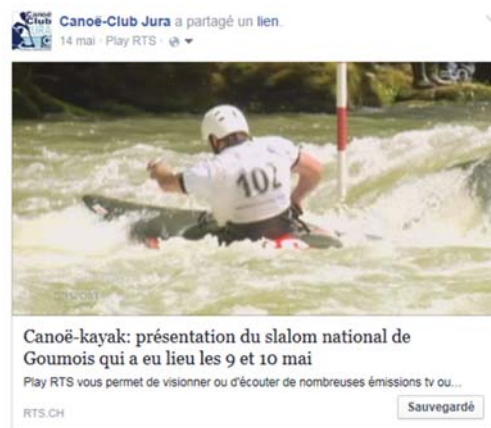 Canoë-Club Jura a partagé un lien.
14 mai · Play RTS ·
102
Canoë-kayak: présentation du slalom national de
Goumois qui a eu lieu les 9 et 10 mai
Play RTS vous permet de visionner ou d'écouter de nombreuses émissions tv ou...
RTS.CH
Sauvegardé